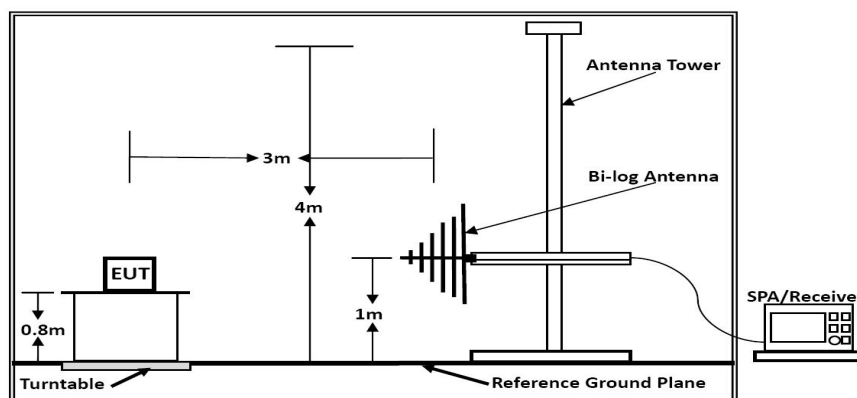 Antenna Tower
3m
Bi-log Antenna
4m
EUT
SPA/Receive
0.8m
1m
Turntable
Reference Ground Plane